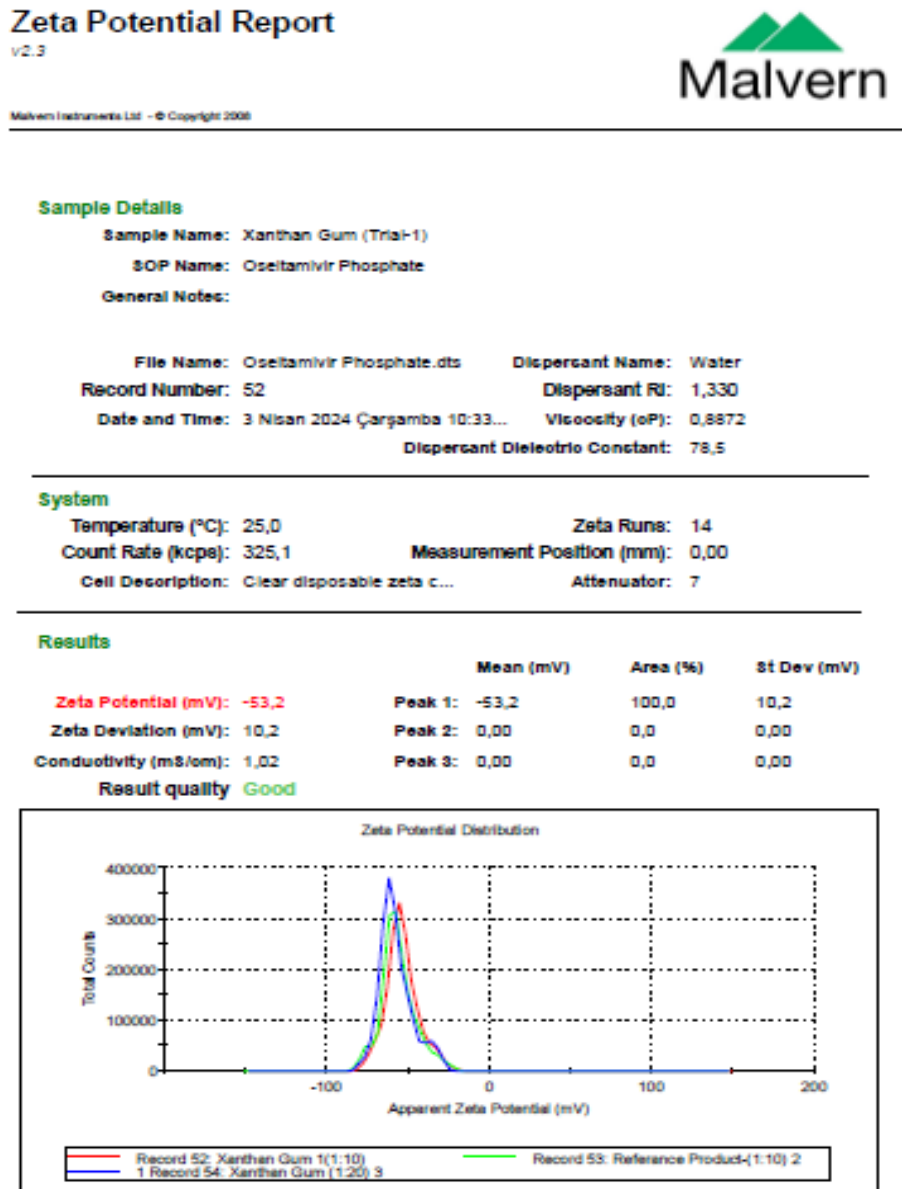 Zeta Potential Report
v2.3
Malvern
Malvern Instruments Ltd - © Copyright 2008
Sample Details
Sample Name: Xanthan Gum (Trial-1)
SOP Name: Oseltamivir Phosphate
General Notes:
File Name: Oseltamivir Phosphate.dts Dispersant Name: Water
Record Number: 52 Dispersant RI: 1,330
Date and Time: 3 Nisan 2024 Çarşamba 10:33... Viscosity (cP): 0,8872
Dispersant Dielectric Constant: 78,5
System
Temperature (°C): 25,0 Zeta Runs: 14
Count Rate (kcps): 325,1 Measurement Position (mm): 0,00
Cell Description: Clear disposable zeta c... Attenuator: 7
Results
Mean (mV) Area (%) St Dev (mV)
Zeta Potential (mV): -53,2 Peak 1: -53,2 100,0 10,2
Zeta Deviation (mV): 10,2 Peak 2: 0,00 0,0 0,00
Conductivity (mS/cm): 1,02 Peak 3: 0,00 0,0 0,00
Result quality Good
Zeta Potential Distribution
400000
300000
200000
100000
0
Total Counts
-100 0 100 200
Apparent Zeta Potential (mV)
Record 52: Xanthan Gum 1(1:10) Record 53: Referance Product-(1:10) 2
1 Record 54: Xanthan Gum (1:20) 3